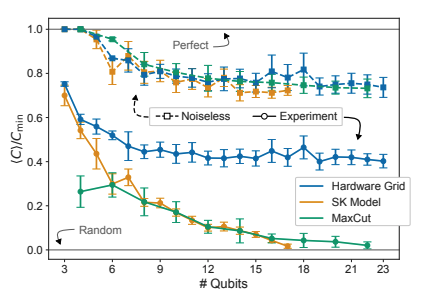 1.0
Perfect
0.8
⟨C⟩/C_min
0.6
Noiseless
Experiment
0.4
0.2
Hardware Grid
SK Model
MaxCut
Random
0.0
3
6
9
12
15
18
21
23
# Qubits